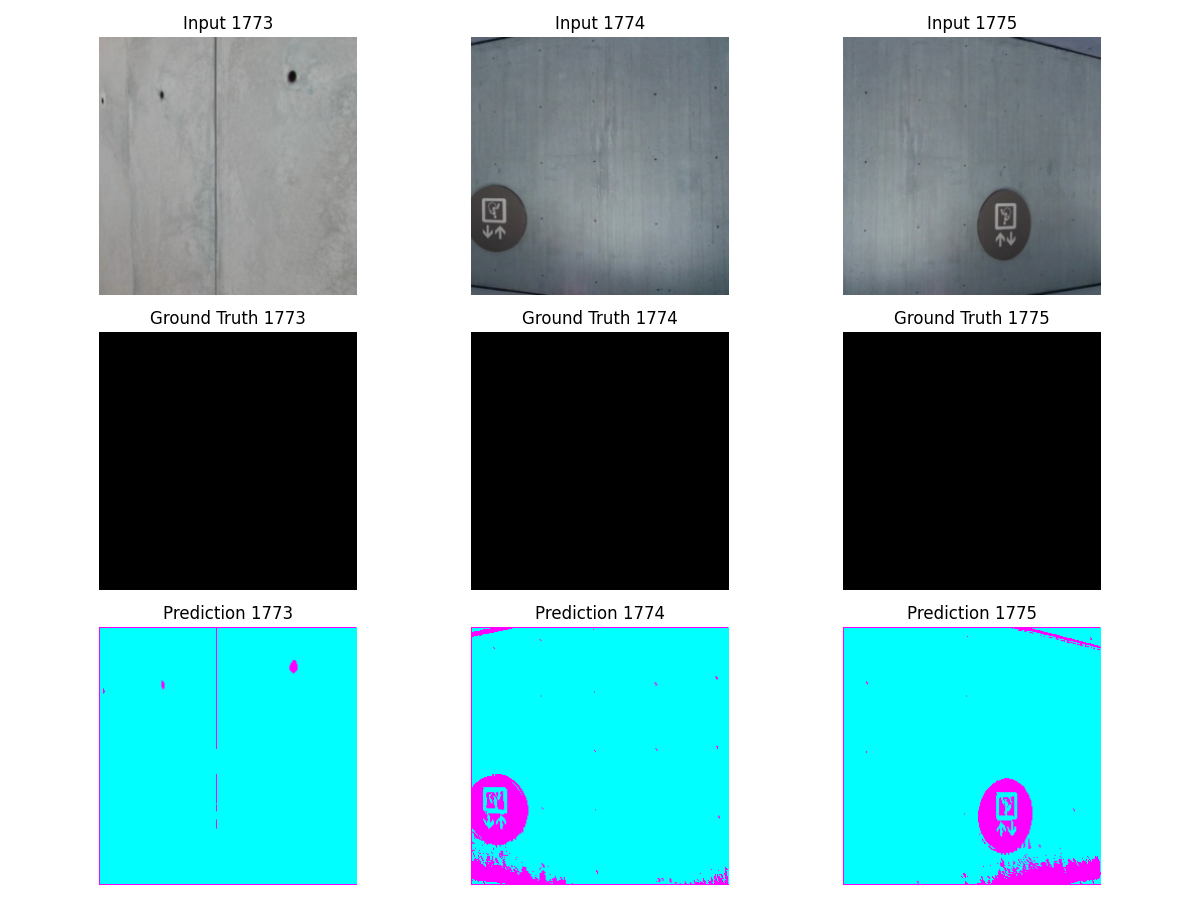 Input 1773
Input 1774
Input 1775
Ground Truth 1773
Ground Truth 1774
Ground Truth 1775
Prediction 1773
Prediction 1774
Prediction 1775